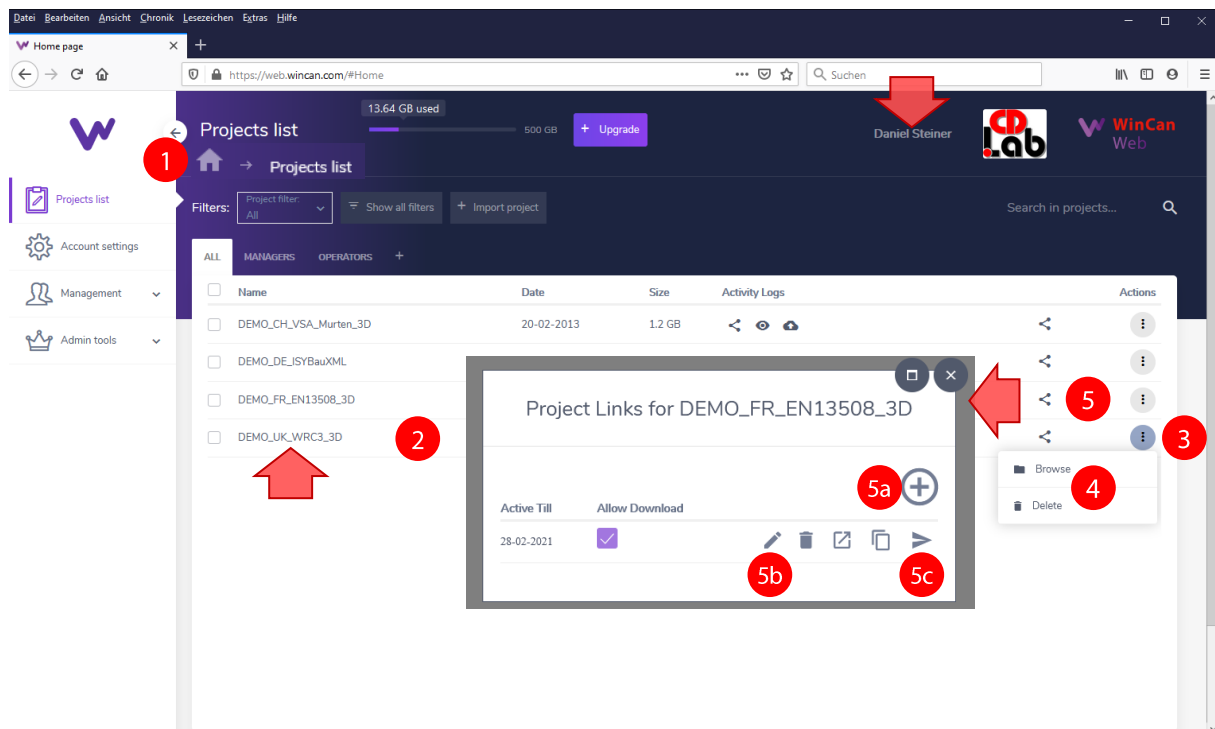 Datei Bearbeiten Ansicht Chronik Lesezeichen Extras Hilfe
Home page
https://web.wincan.com/#Home
Suchen
13.64 GB used
Projects list
500 GB
+ Upgrade
Daniel Steiner
CD
Lab
WinCan
Web
1
→ Projects list
Projects list
Filters:
Project filter:
All
Show all filters
+ Import project
Search in projects...
Account settings
ALL MANAGERS OPERATORS +
Management
Name Date Size Activity Logs Actions
DEMO_CH_VSA_Murten_3D 20-02-2013 1.2 GB
Admin tools
DEMO_DE_ISYBauXML
DEMO_FR_EN13508_3D
5
DEMO_UK_WRC3_3D
2
3
Project Links for DEMO_FR_EN13508_3D
Browse
4
Delete
5a
Active Till Allow Download
28-02-2021
5b
5c